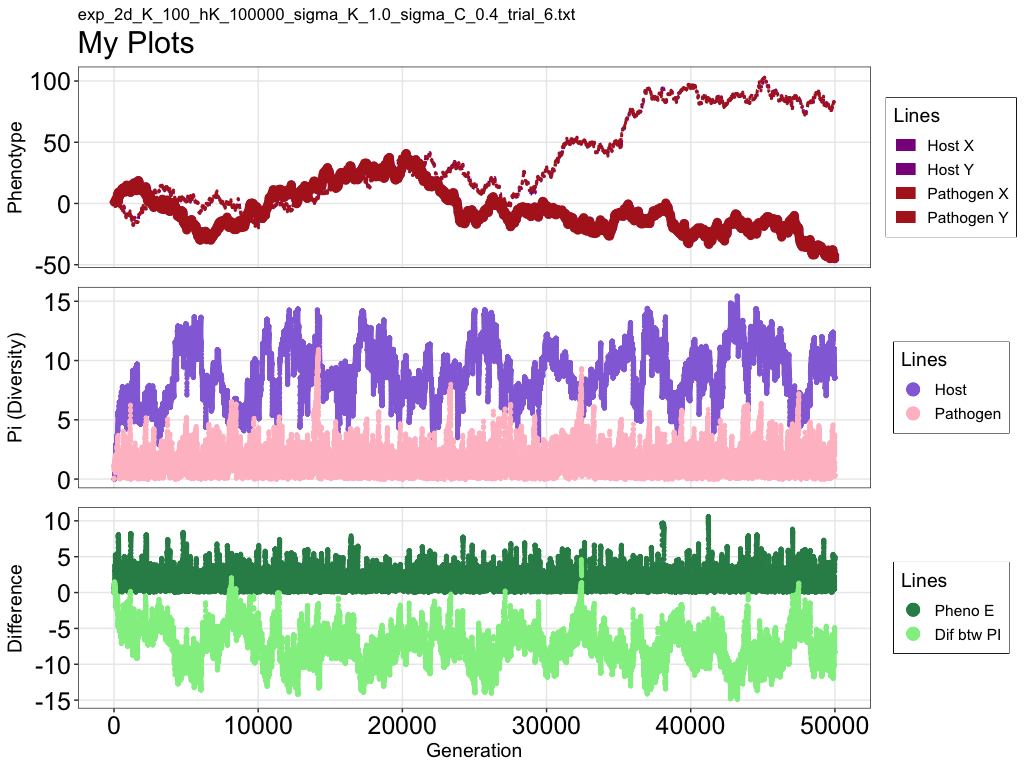 exp_2d_K_100_hK_100000_sigma_K_1.0_sigma_C_0.4_trial_6.txt
My Plots
Phenotype
100
50
0
-50
Lines
Host X
Host Y
Pathogen X
Pathogen Y
Pi (Diversity)
15
10
5
0
Lines
Host
Pathogen
Difference
10
5
0
-5
-10
-15
Lines
Pheno E
Dif btw PI
0 10000 20000 30000 40000 50000
Generation